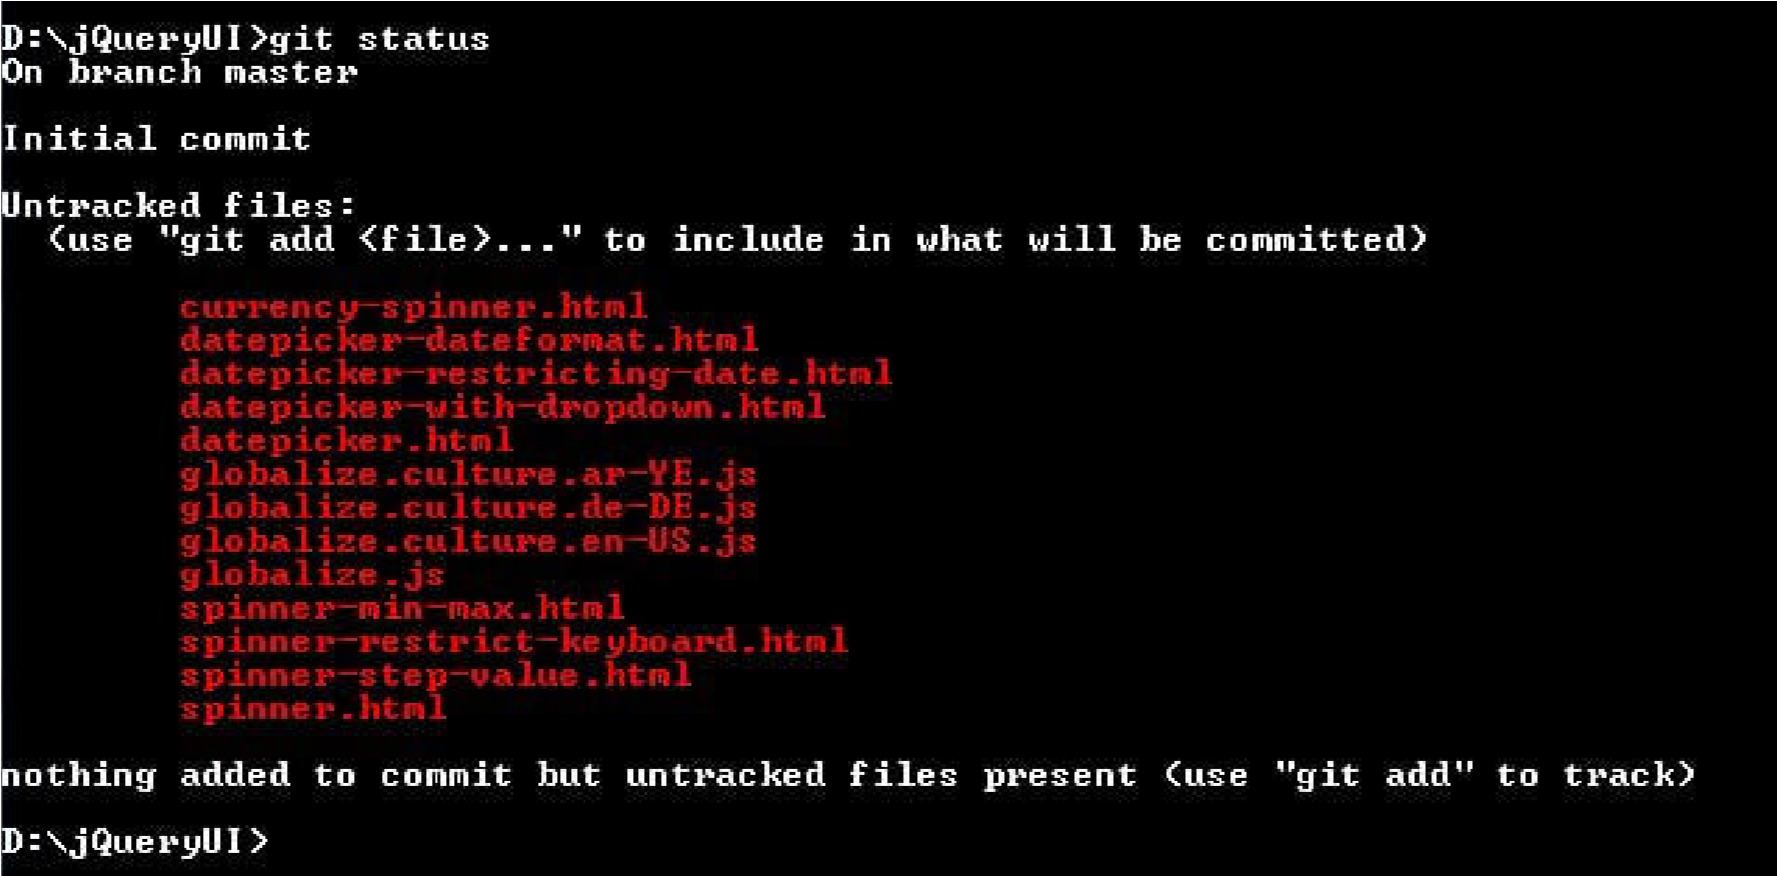 D:\jQueryUI>git status
On branch master
Initial commit
Untracked files:
(use "git add <file>..." to include in what will be committed)
currency-spinner.html
datepicker-dateformat.html
datepicker-restricting-date.html
datepicker-with-dropdown.html
datepicker.html
globalize.culture.ar-YE.js
globalize.culture.de-DE.js
globalize.culture.en-US.js
globalize.js
spinner-min-max.html
spinner-restrict-keyboard.html
spinner-step-value.html
spinner.html
nothing added to commit but untracked files present (use "git add" to track)
D:\jQueryUI>